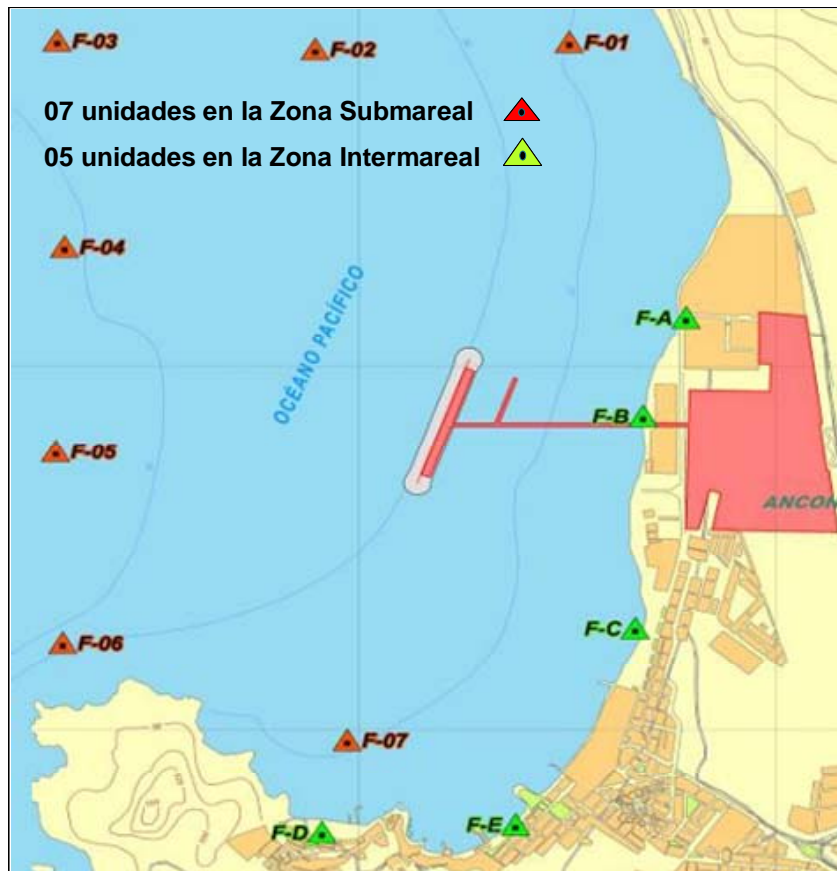 F-03
F-02
F-01
07 unidades en la Zona Submareal
05 unidades en la Zona Intermareal
F-04
OCÉANO PACÍFICO
F-A
F-B
F-05
ANCON
F-C
F-06
F-07
F-D
F-E